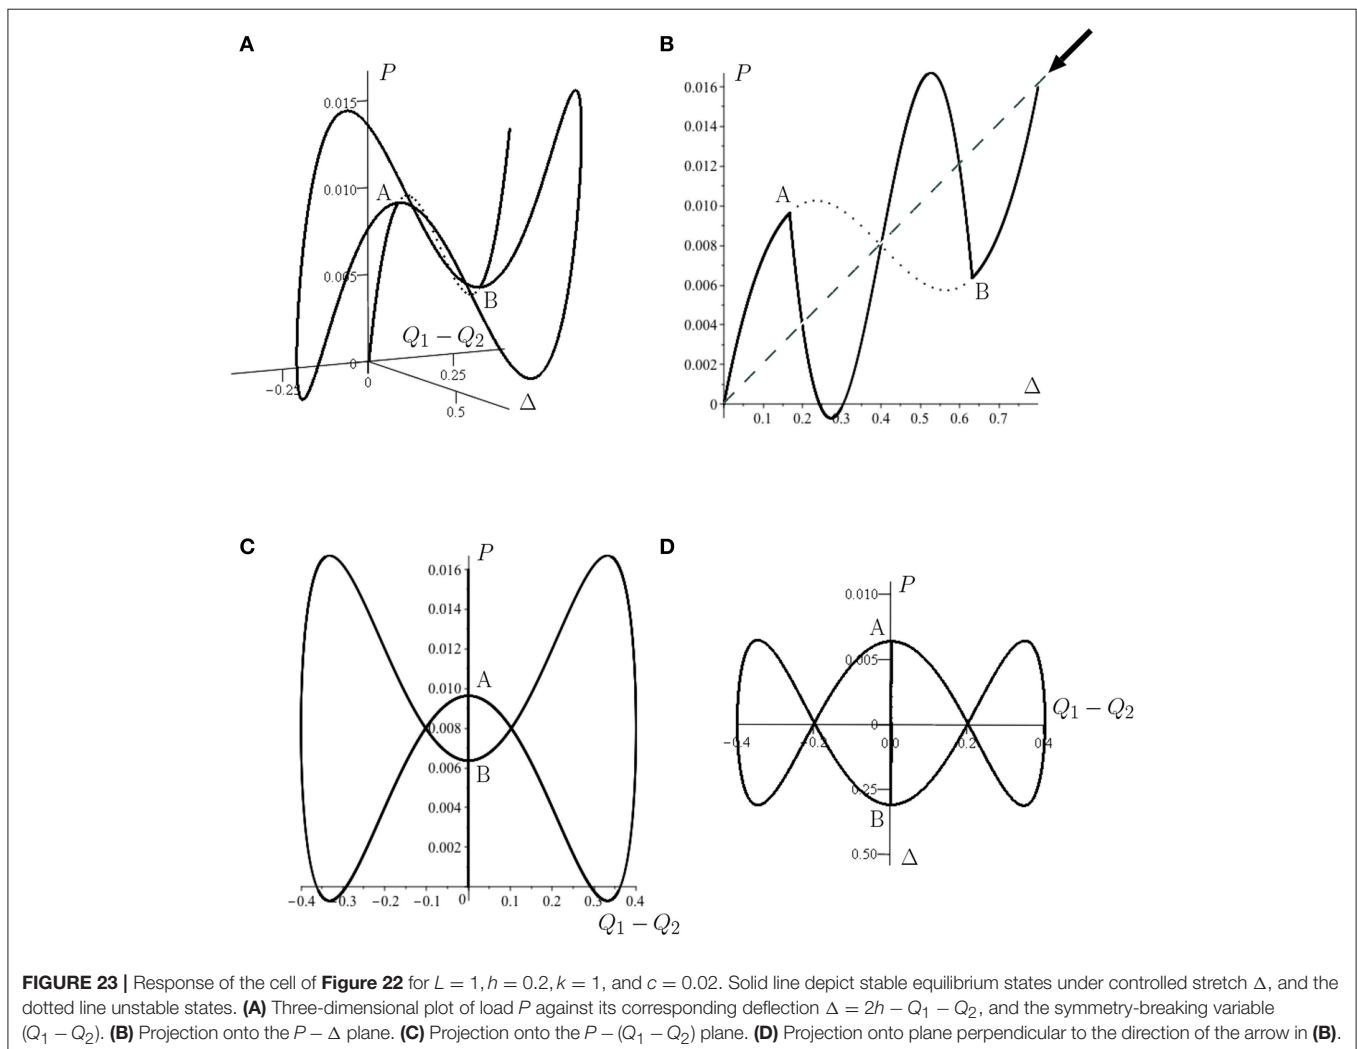 A
P
0.015
0.010
A
0.005
B
Q₁ − Q₂
0
−0.25
0
0.25
0.5
Δ
B
P
0.016
0.014
0.012
0.010
0.008
0.006
0.004
0.002
0
A
B
Δ
0.1 0.2 0.3 0.4 0.5 0.6 0.7
C
P
0.016
0.014
0.012
0.010
0.008
0.006
0.004
0.002
A
B
−0.4 −0.3 −0.2 −0.1 0 0.1 0.2 0.3 0.4
Q₁ − Q₂
D
P
0.010
A
0.005
Q₁ − Q₂
0
−0.4 −0.2 0.0 0.2 0.4
0.25
B
0.50
Δ
FIGURE 23 | Response of the cell of Figure 22 for L = 1, h = 0.2, k = 1, and c = 0.02. Solid line depict stable equilibrium states under controlled stretch Δ, and the
dotted line unstable states. (A) Three-dimensional plot of load P against its corresponding deflection Δ = 2h − Q₁ − Q₂, and the symmetry-breaking variable
(Q₁ − Q₂). (B) Projection onto the P − Δ plane. (C) Projection onto the P − (Q₁ − Q₂) plane. (D) Projection onto plane perpendicular to the direction of the arrow in (B).